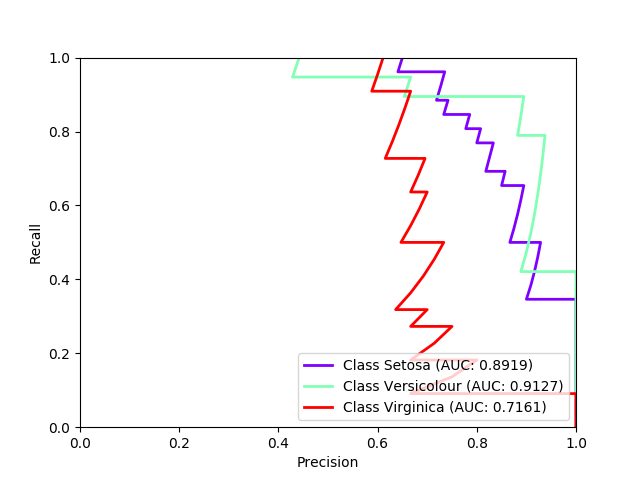 1.0
0.8
0.6
0.4
0.2
0.0
Recall
Class Setosa (AUC: 0.8919)
Class Versicolour (AUC: 0.9127)
Class Virginica (AUC: 0.7161)
0.0 0.2 0.4 0.6 0.8 1.0
Precision